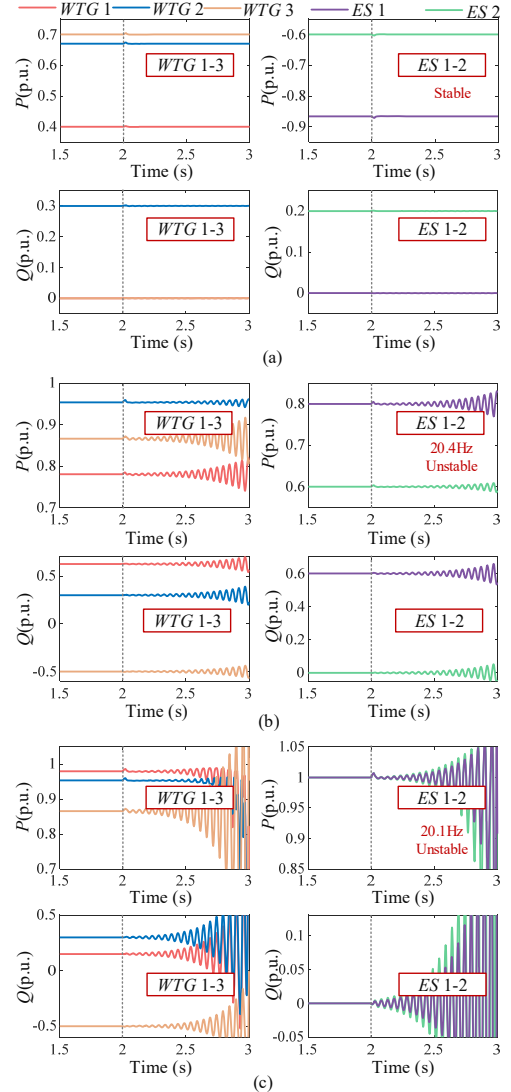 WTG 1 WTG 2 WTG 3 ES 1 ES 2
0.7
0.6
0.5
0.4
P(p.u.)
WTG 1-3
1.5 2 2.5 3
Time (s)
-0.6
-0.7
-0.8
-0.9
P(p.u.)
ES 1-2
Stable
1.5 2 2.5 3
Time (s)
0.3
0.2
0.1
0
Q(p.u.)
WTG 1-3
1.5 2 2.5 3
Time (s)
0.2
0.1
0
Q(p.u.)
ES 1-2
1.5 2 2.5 3
Time (s)
(a)
1
0.9
0.8
0.7
P(p.u.)
WTG 1-3
1.5 2 2.5 3
Time (s)
0.8
0.7
0.6
P(p.u.)
ES 1-2
20.4Hz
Unstable
1.5 2 2.5 3
Time (s)
0.5
0
-0.5
Q(p.u.)
WTG 1-3
1.5 2 2.5 3
Time (s)
0.6
0.4
0.2
0
Q(p.u.)
ES 1-2
1.5 2 2.5 3
Time (s)
(b)
1
0.9
0.8
0.7
P(p.u.)
WTG 1-3
1.5 2 2.5 3
Time (s)
1.05
1
0.95
0.9
0.85
P(p.u.)
ES 1-2
20.1Hz
Unstable
1.5 2 2.5 3
Time (s)
0.5
0
-0.5
Q(p.u.)
WTG 1-3
1.5 2 2.5 3
Time (s)
0.1
0.05
0
-0.05
Q(p.u.)
ES 1-2
1.5 2 2.5 3
Time (s)
(c)